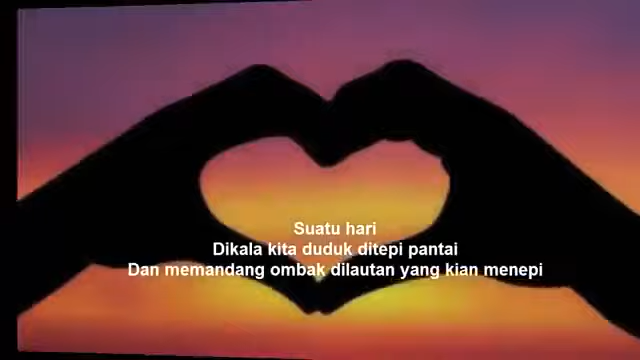 Suatu hari
Dikala kita duduk ditepi pantai
Dan memandang ombak dilautan yang kian menepi